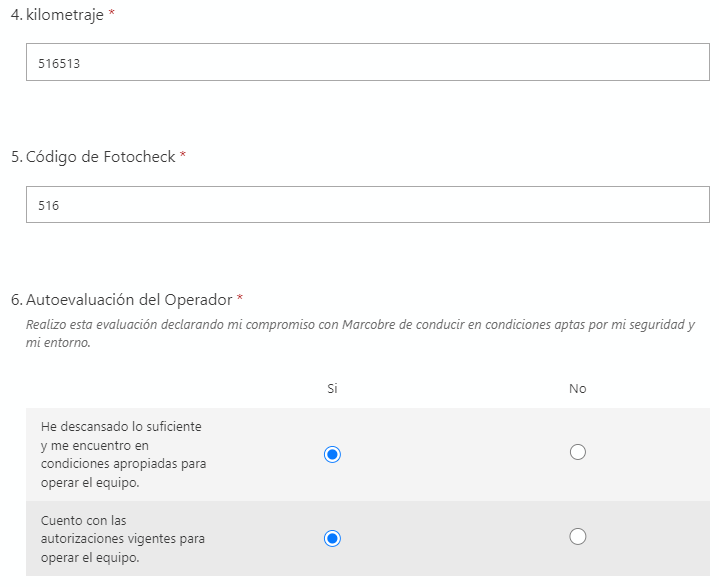 4. kilometraje *
516513
5. Código de Fotocheck *
516
6. Autoevaluación del Operador *
Realizo esta evaluación declarando mi compromiso con Marcobre de conducir en condiciones aptas por mi seguridad y
mi entorno.
Si No
He descansado lo suficiente
y me encuentro en
condiciones apropiadas para
operar el equipo.
Cuento con las
autorizaciones vigentes para
operar el equipo.